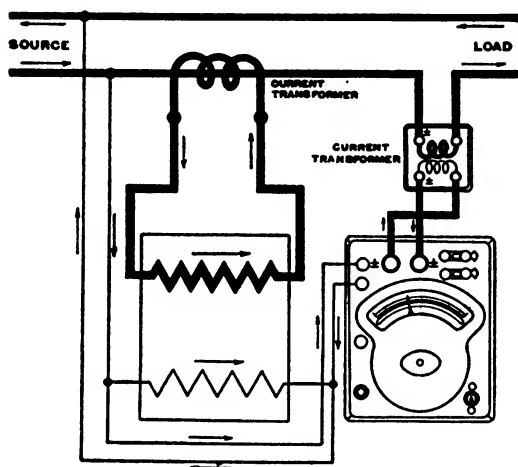 SOURCE
LOAD
CURRENT
TRANSFORMER
CURRENT
TRANSFORMER
±
±
±
±